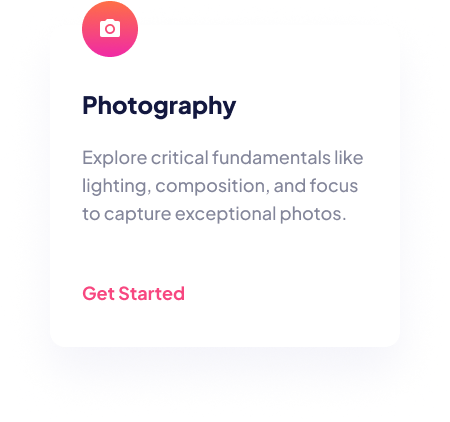 Photography
Explore critical fundamentals like
lighting, composition, and focus
to capture exceptional photos.
Get Started